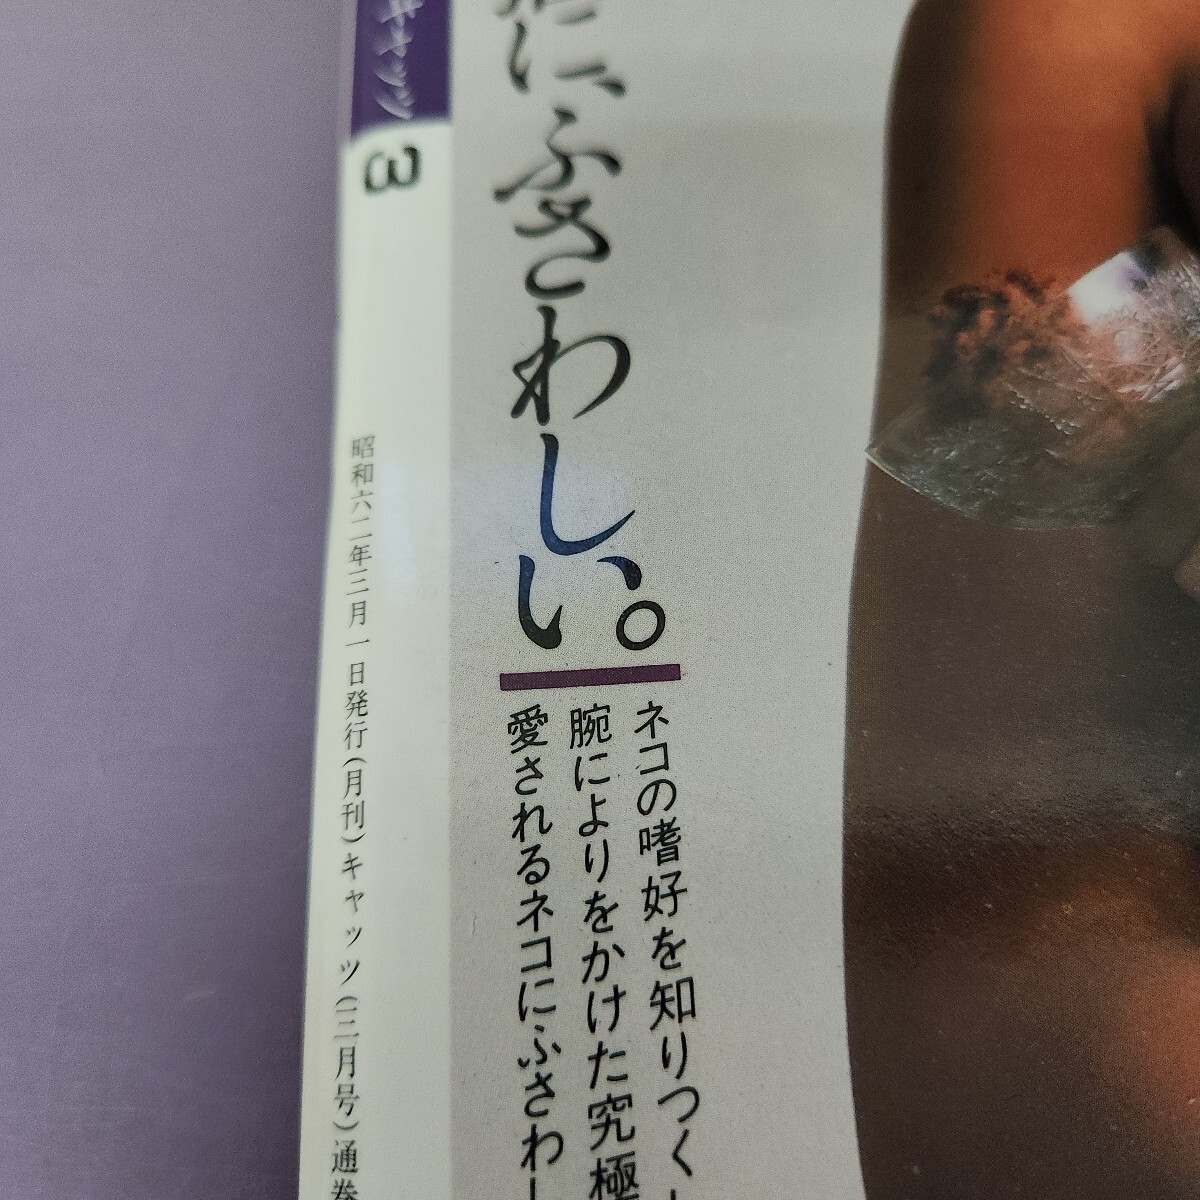 キャッツ
3
昭和六二年三月一日発行(月刊)キャッツ(三月号)通巻
にふさわしい。
ネコの嗜好を知りつくし
腕によりをかけた究極
愛されるネコにふさわし